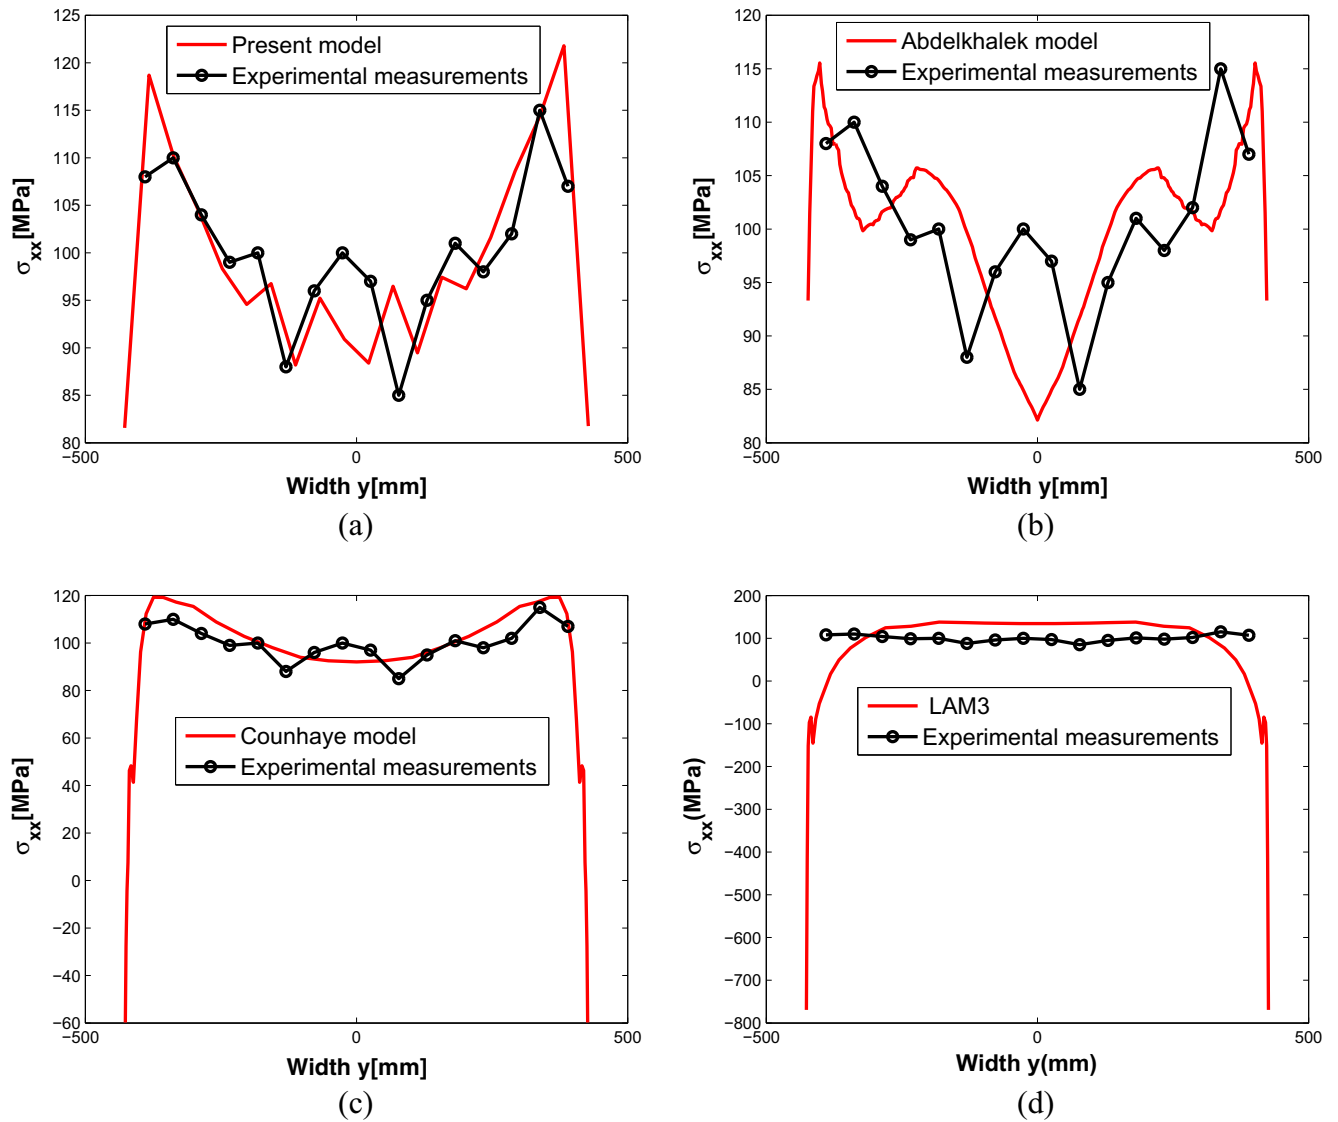 125
120
115
110
105
100
95
90
85
80
−500
0
500
σxx[MPa]
Width y[mm]
Present model
Experimental measurements
(a)
120
115
110
105
100
95
90
85
80
−500
0
500
σxx[MPa]
Width y[mm]
Abdelkhalek model
Experimental measurements
(b)
120
100
80
60
40
20
0
−20
−40
−60
−500
0
500
σxx[MPa]
Width y[mm]
Counhaye model
Experimental measurements
(c)
200
100
0
−100
−200
−300
−400
−500
−600
−700
−800
−500
0
500
σxx(MPa)
Width y(mm)
LAM3
Experimental measurements
(d)